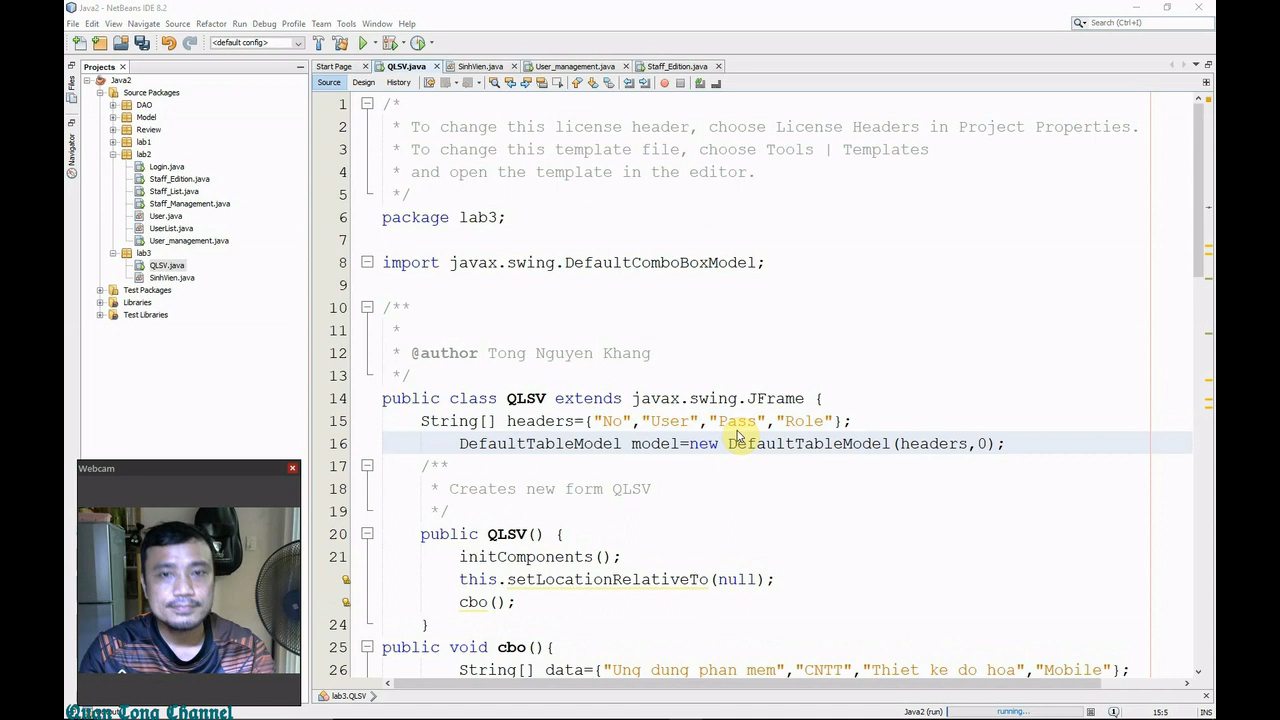 Java2 - NetBeans IDE 8.2
File Edit View Navigate Source Refactor Run Debug Profile Team Tools Window Help
Search (Ctrl+I)
<default config>
Projects
Start Page QLSV.java SinhVien.java User_management.java Staff_Edition.java
Source Design History
Files
Navigator
Java2
Source Packages
DAO
Model
Review
lab1
lab2
Login.java
Staff_Edition.java
Staff_List.java
Staff_Management.java
User.java
UserList.java
User_management.java
lab3
QLSV.java
SinhVien.java
Test Packages
Libraries
Test Libraries
1 /*
2 * To change this license header, choose License Headers in Project Properties.
3 * To change this template file, choose Tools | Templates
4 * and open the template in the editor.
5 */
6 package lab3;
7
8 import javax.swing.DefaultComboBoxModel;
9
10 /**
11 *
12 * @author Tong Nguyen Khang
13 */
14 public class QLSV extends javax.swing.JFrame {
15 String[] headers={"No","User","Pass","Role"};
16 DefaultTableModel model=new DefaultTableModel(headers,0);
17 /**
18 * Creates new form QLSV
19 */
20 public QLSV() {
21 initComponents();
22 this.setLocationRelativeTo(null);
23 cbo();
24 }
25 public void cbo(){
26 String[] data={"Ung dung phan mem","CNTT","Thiet ke do hoa","Mobile"};
Webcam
lab3.QLSV
Quan Tong Channel
Java2 (run) running... 15:5 INS